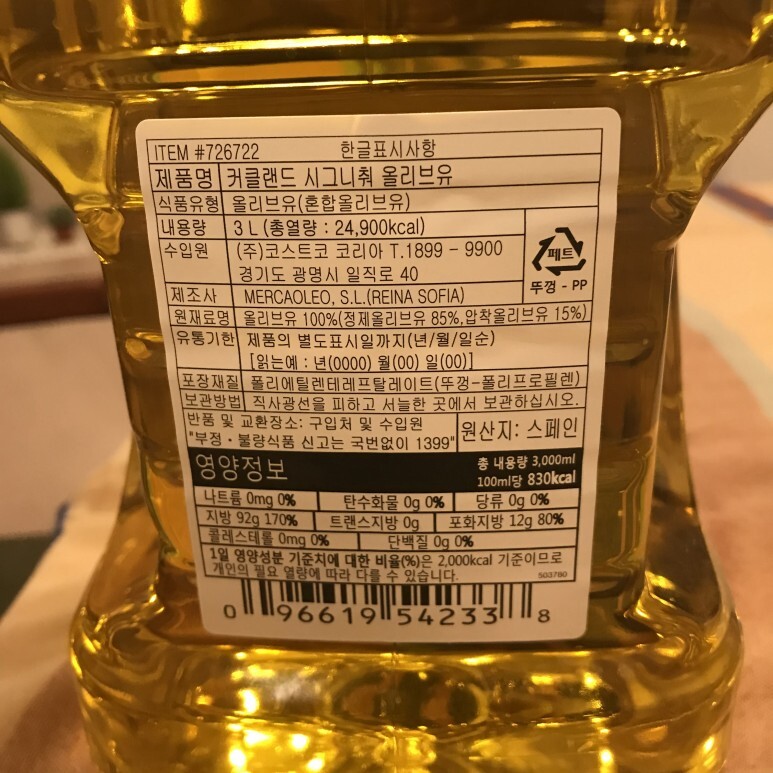 ITEM #726722 한글표시사항
제품명 커클랜드 시그니춰 올리브유
식품유형 올리브유(혼합올리브유)
내용량 3 L (총열량 : 24,900kcal)
수입원 (주)코스트코 코리아 T.1899 - 9900
경기도 광명시 일직로 40
페트
뚜껑 - PP
제조사 MERCAOLEO, S.L.(REINA SOFIA)
원재료명 올리브유 100%(정제올리브유 85%,압착올리브유 15%)
유통기한 제품의 별도표시일까지(년/월/일순)
[읽는예 : 년(0000) 월(00) 일(00)]
포장재질 폴리에틸렌테레프탈레이트(뚜껑-폴리프로필렌)
보관방법 직사광선을 피하고 서늘한 곳에서 보관하십시오.
반품 및 교환장소: 구입처 및 수입원
"부정·불량식품 신고는 국번없이 1399"
원산지: 스페인
영양정보
총 내용량 3,000ml
100ml당 830kcal
나트륨 0mg 0% 탄수화물 0g 0% 당류 0g 0%
지방 92g 170% 트랜스지방 0g 포화지방 12g 80%
콜레스테롤 0mg 0% 단백질 0g 0%
1일 영양성분 기준치에 대한 비율(%)은 2,000kcal 기준이므로
개인의 필요 열량에 따라 다를 수 있습니다. 503780
0 96619 54233 8